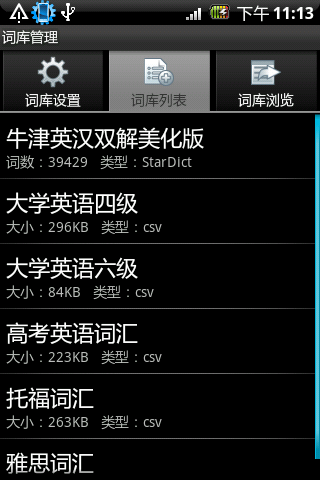 下午 11:13
词库管理
词库设置
词库列表
词库浏览
牛津英汉双解美化版
词数：39429 类型：StarDict
大学英语四级
大小：296KB 类型：csv
大学英语六级
大小：84KB 类型：csv
高考英语词汇
大小：223KB 类型：csv
托福词汇
大小：263KB 类型：csv
雅思词汇